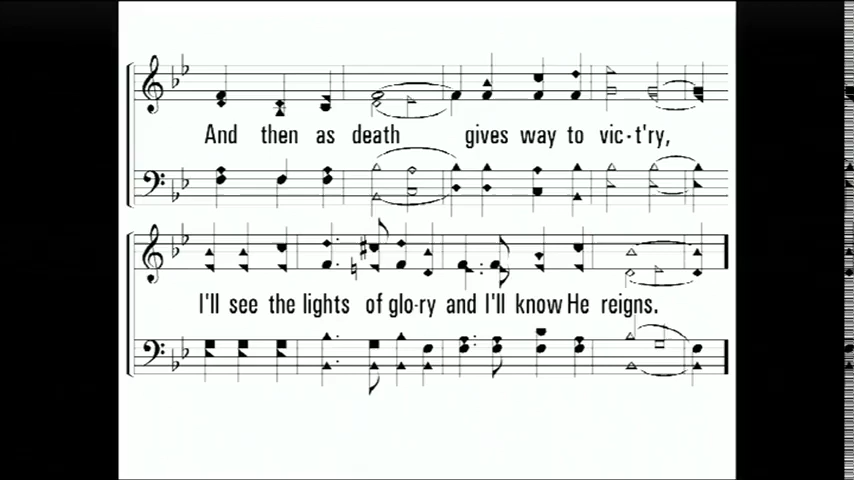 And then as death gives way to vic-t'ry,
I'll see the lights of glo-ry and I'll know He reigns.